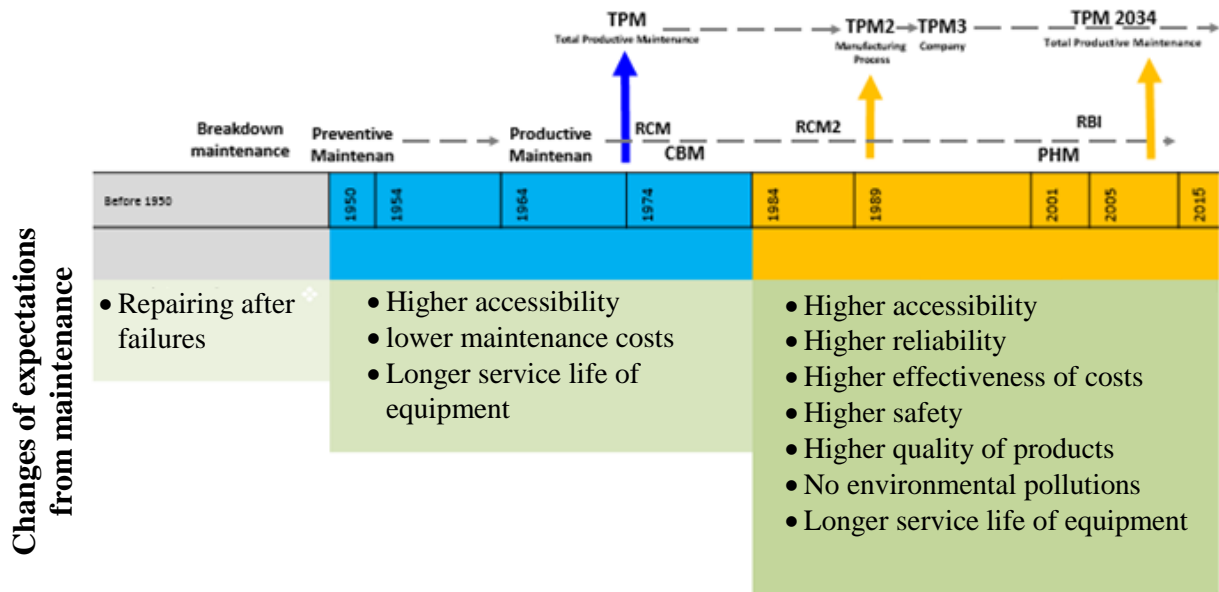 TPM
Total Productive Maintenance
TPM2
Manufacturing
Process
TPM3
Company
TPM 2034
Total Productive Maintenance
Breakdown
maintenance
Preventive
Maintenan
Productive
Maintenan
RCM
CBM
RCM2
RBI
PHM
Before 1950
1950
1954
1964
1974
1984
1989
2001
2005
2015
Changes of expectations
from maintenance
• Repairing after
failures
• Higher accessibility
• lower maintenance costs
• Longer service life of
equipment
• Higher accessibility
• Higher reliability
• Higher effectiveness of costs
• Higher safety
• Higher quality of products
• No environmental pollutions
• Longer service life of equipment